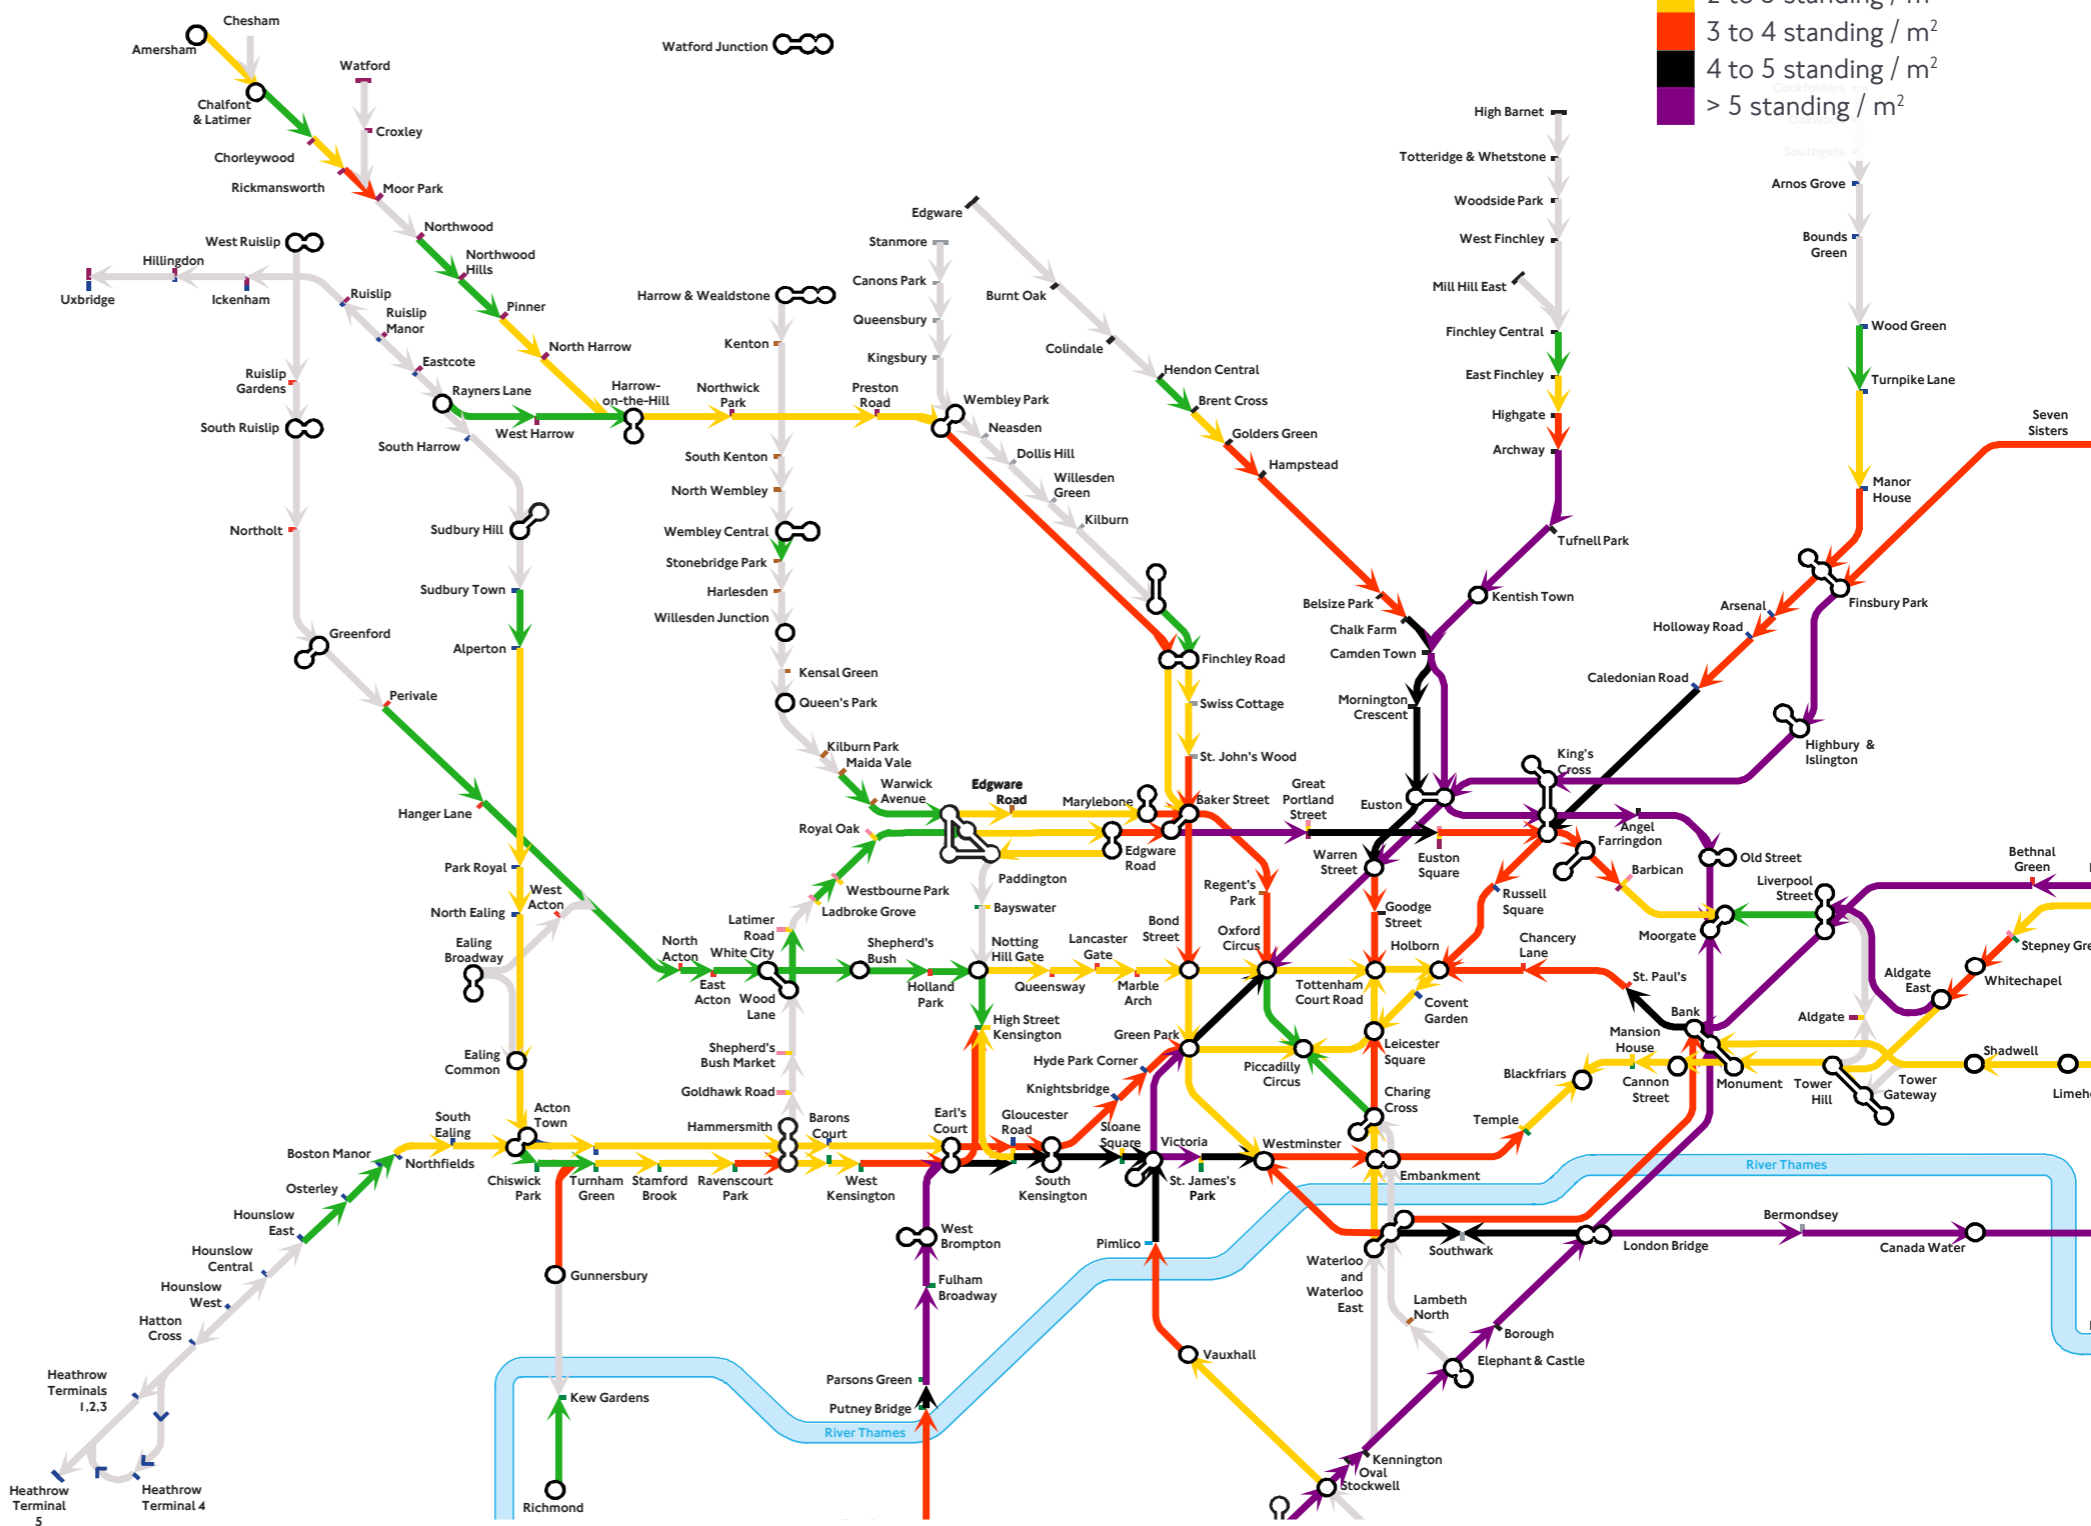 3 to 4 standing / m²
4 to 5 standing / m²
> 5 standing / m²
Chesham
Amersham
Watford Junction
Watford
Chalfont
& Latimer
Croxley
Chorleywood
Rickmansworth
Moor Park
High Barnet
Totteridge & Whetstone
Southgate
Arnos Grove
Woodside Park
Edgware
Northwood
West Ruislip
Stanmore
West Finchley
Bounds
Green
Hillingdon
Northwood
Hills
Uxbridge
Ickenham
Ruislip
Canons Park
Mill Hill East
Harrow & Wealdstone
Burnt Oak
Pinner
Ruislip
Manor
Queensbury
Finchley Central
Wood Green
Kenton
North Harrow
Colindale
Kingsbury
Eastcote
Ruislip
Gardens
Rayners Lane
Harrow-
on-the-Hill
Northwick
Park
Preston
Road
Hendon Central
East Finchley
Turnpike Lane
Brent Cross
Wembley Park
Highgate
Seven
Sisters
South Ruislip
West Harrow
Neasden
Golders Green
South Harrow
South Kenton
Dollis Hill
Hampstead
Archway
North Wembley
Willesden
Green
Manor
House
Northolt
Sudbury Hill
Wembley Central
Kilburn
Tufnell Park
Stonebridge Park
Sudbury Town
Harlesden
Belsize Park
Kentish Town
Arsenal
Finsbury Park
Willesden Junction
Chalk Farm
Holloway Road
Greenford
Alperton
Finchley Road
Camden Town
Kensal Green
Caledonian Road
Perivale
Queen's Park
Swiss Cottage
Mornington
Crescent
Kilburn Park
Maida Vale
St. John's Wood
King's
Cross
Highbury &
Islington
Warwick
Avenue
Edgware
Road
Marylebone
Baker Street
Great
Portland
Street
Euston
Hanger Lane
Royal Oak
Angel
Farringdon
Edgware
Road
Warren
Street
Euston
Square
Old Street
Bethnal
Green
Park Royal
Paddington
Barbican
Liverpool
Street
West
Acton
Westbourne Park
Regent's
Park
Russell
Square
North Ealing
Ladbroke Grove
Bayswater
Goodge
Street
Latimer
Road
Bond
Street
Oxford
Circus
Moorgate
Ealing
Broadway
North
Acton
White City
Shepherd's
Bush
Notting
Hill Gate
Lancaster
Gate
Holborn
Chancery
Lane
Stepney Gre
St. Paul's
Aldgate
East
Whitechapel
East
Acton
Wood
Lane
Holland
Park
Queensway
Marble
Arch
Tottenham
Court Road
Covent
Garden
High Street
Kensington
Green Park
Bank
Aldgate
Mansion
House
Shepherd's
Bush Market
Hyde Park Corner
Leicester
Square
Shadwell
Ealing
Common
Piccadilly
Circus
Blackfriars
Cannon
Street
Monument
Tower
Hill
Tower
Gateway
Limeho
Goldhawk Road
Knightsbridge
Charing
Cross
Temple
South
Ealing
Acton
Town
Hammersmith
Barons
Court
Earl's
Court
Gloucester
Road
Sloane
Square
Victoria
Westminster
Boston Manor
Northfields
River Thames
Chiswick
Park
Turnham
Green
Stamford
Brook
Ravenscourt
Park
West
Kensington
South
Kensington
St. James's
Park
Embankment
Osterley
Hounslow
East
Bermondsey
West
Brompton
Pimlico
Southwark
London Bridge
Canada Water
Hounslow
Central
Gunnersbury
Waterloo
and
Waterloo
East
Hounslow
West
Fulham
Broadway
Lambeth
North
Hatton
Cross
Borough
Vauxhall
Elephant & Castle
Heathrow
Terminals
1,2,3
Kew Gardens
Parsons Green
Putney Bridge
River Thames
Kennington
Oval
Stockwell
Heathrow
Terminal
5
Heathrow
Terminal 4
Richmond